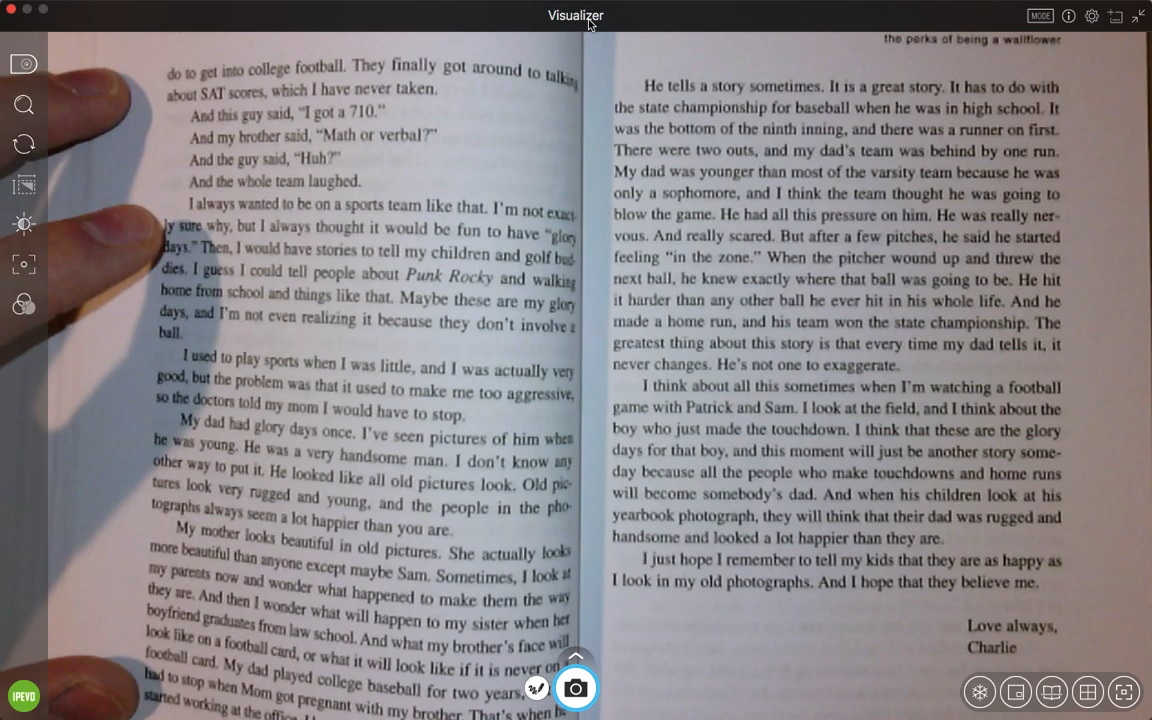 Visualizer
MODE
the perks of being a wallflower
do to get into college football. They finally got around to talking
about SAT scores, which I have never taken.
And this guy said, “I got a 710.”
And my brother said, “Math or verbal?”
And the guy said, “Huh?”
And the whole team laughed.
I always wanted to be on a sports team like that. I’m not exact-
ly sure why, but I always thought it would be fun to have “glory
days.” Then, I would have stories to tell my children and golf bud-
dies. I guess I could tell people about Punk Rocky and walking
home from school and things like that. Maybe these are my glory
days, and I’m not even realizing it because they don’t involve a
ball.
I used to play sports when I was little, and I was actually very
good, but the problem was that it used to make me too aggressive,
so the doctors told my mom I would have to stop.
My dad had glory days once. I’ve seen pictures of him when
he was young. He was a very handsome man. I don’t know any
other way to put it. He looked like all old pictures look. Old pic-
tures look very rugged and young, and the people in the pho-
tographs always seem a lot happier than you are.
My mother looks beautiful in old pictures. She actually looks
more beautiful than anyone except maybe Sam. Sometimes, I look at
my parents now and wonder what happened to make them the way
they are. And then I wonder what will happen to my sister when her
boyfriend graduates from law school. And what my brother’s face will
look like on a football card, or what it will look like if it is never on
football card. My dad played college baseball for two years,
had to stop when Mom got pregnant with my brother. That’s when he
started working at the office.
He tells a story sometimes. It is a great story. It has to do with
the state championship for baseball when he was in high school. It
was the bottom of the ninth inning, and there was a runner on first.
There were two outs, and my dad’s team was behind by one run.
My dad was younger than most of the varsity team because he was
only a sophomore, and I think the team thought he was going to
blow the game. He had all this pressure on him. He was really ner-
vous. And really scared. But after a few pitches, he said he started
feeling “in the zone.” When the pitcher wound up and threw the
next ball, he knew exactly where that ball was going to be. He hit
it harder than any other ball he ever hit in his whole life. And he
made a home run, and his team won the state championship. The
greatest thing about this story is that every time my dad tells it, it
never changes. He’s not one to exaggerate.
I think about all this sometimes when I’m watching a football
game with Patrick and Sam. I look at the field, and I think about the
boy who just made the touchdown. I think that these are the glory
days for that boy, and this moment will just be another story some-
day because all the people who make touchdowns and home runs
will become somebody’s dad. And when his children look at his
yearbook photograph, they will think that their dad was rugged and
handsome and looked a lot happier than they are.
I just hope I remember to tell my kids that they are as happy as
I look in my old photographs. And I hope that they believe me.
Love always,
Charlie
IPEVO